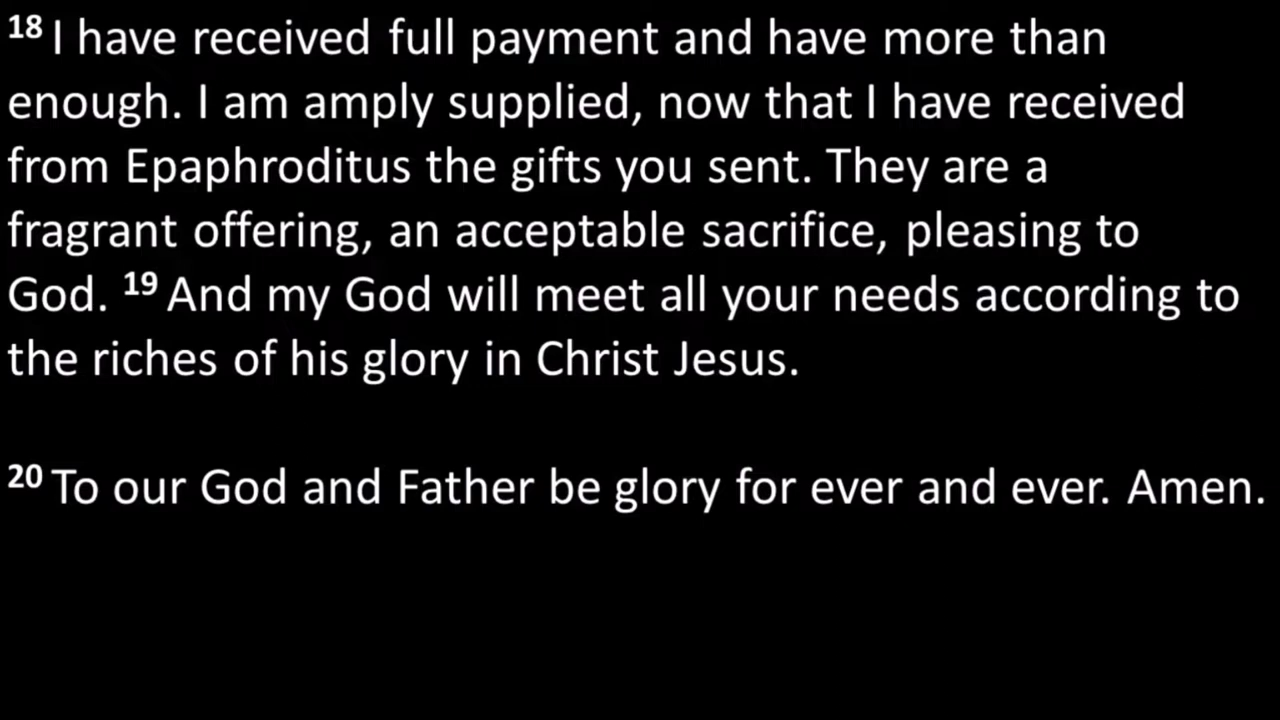 18 I have received full payment and have more than
enough. I am amply supplied, now that I have received
from Epaphroditus the gifts you sent. They are a
fragrant offering, an acceptable sacrifice, pleasing to
God. 19 And my God will meet all your needs according to
the riches of his glory in Christ Jesus.
20 To our God and Father be glory for ever and ever. Amen.